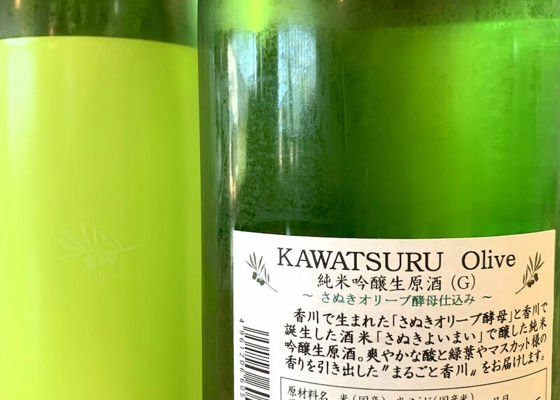 KAWATSURU Olive
純米吟醸生原酒(G)
～さぬきオリーブ酵母仕込み～
香川で生まれた「さぬきオリーブ酵母」と香川で
誕生した酒米「さぬきよいまい」で醸した純米
吟醸生原酒。爽やかな酸と緑葉やマスカット様の
香りを引き出した"まるごと香川"をお届けします。
原材料名 米(国産)